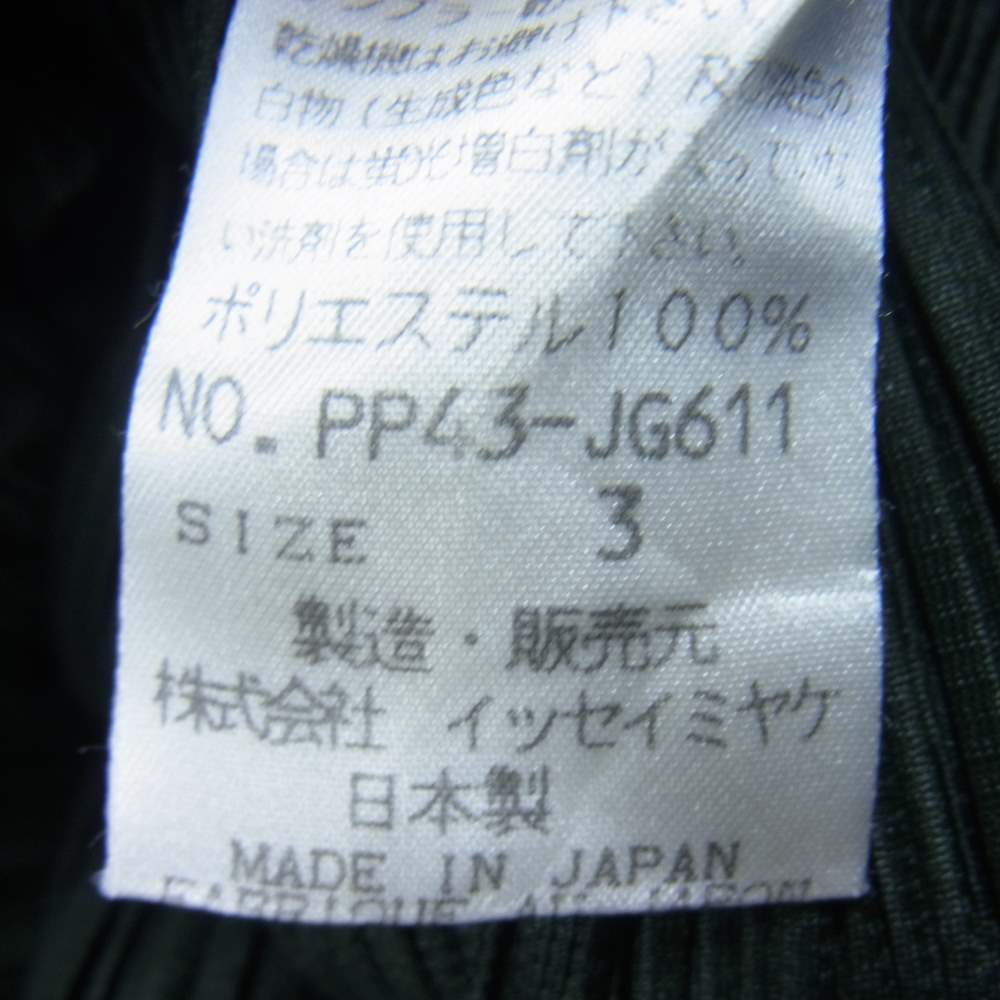 乾燥機はお避け下さい
白物(生成色など)及び淡色の
場合は蛍光増白剤が入っていな
い洗剤を使用して下さい。
ポリエステル100%
NO. PP43-JG611
SIZE 3
製造・販売元
株式会社 イッセイミヤケ
日本製
MADE IN JAPAN
FABRIQUE AU JAPON